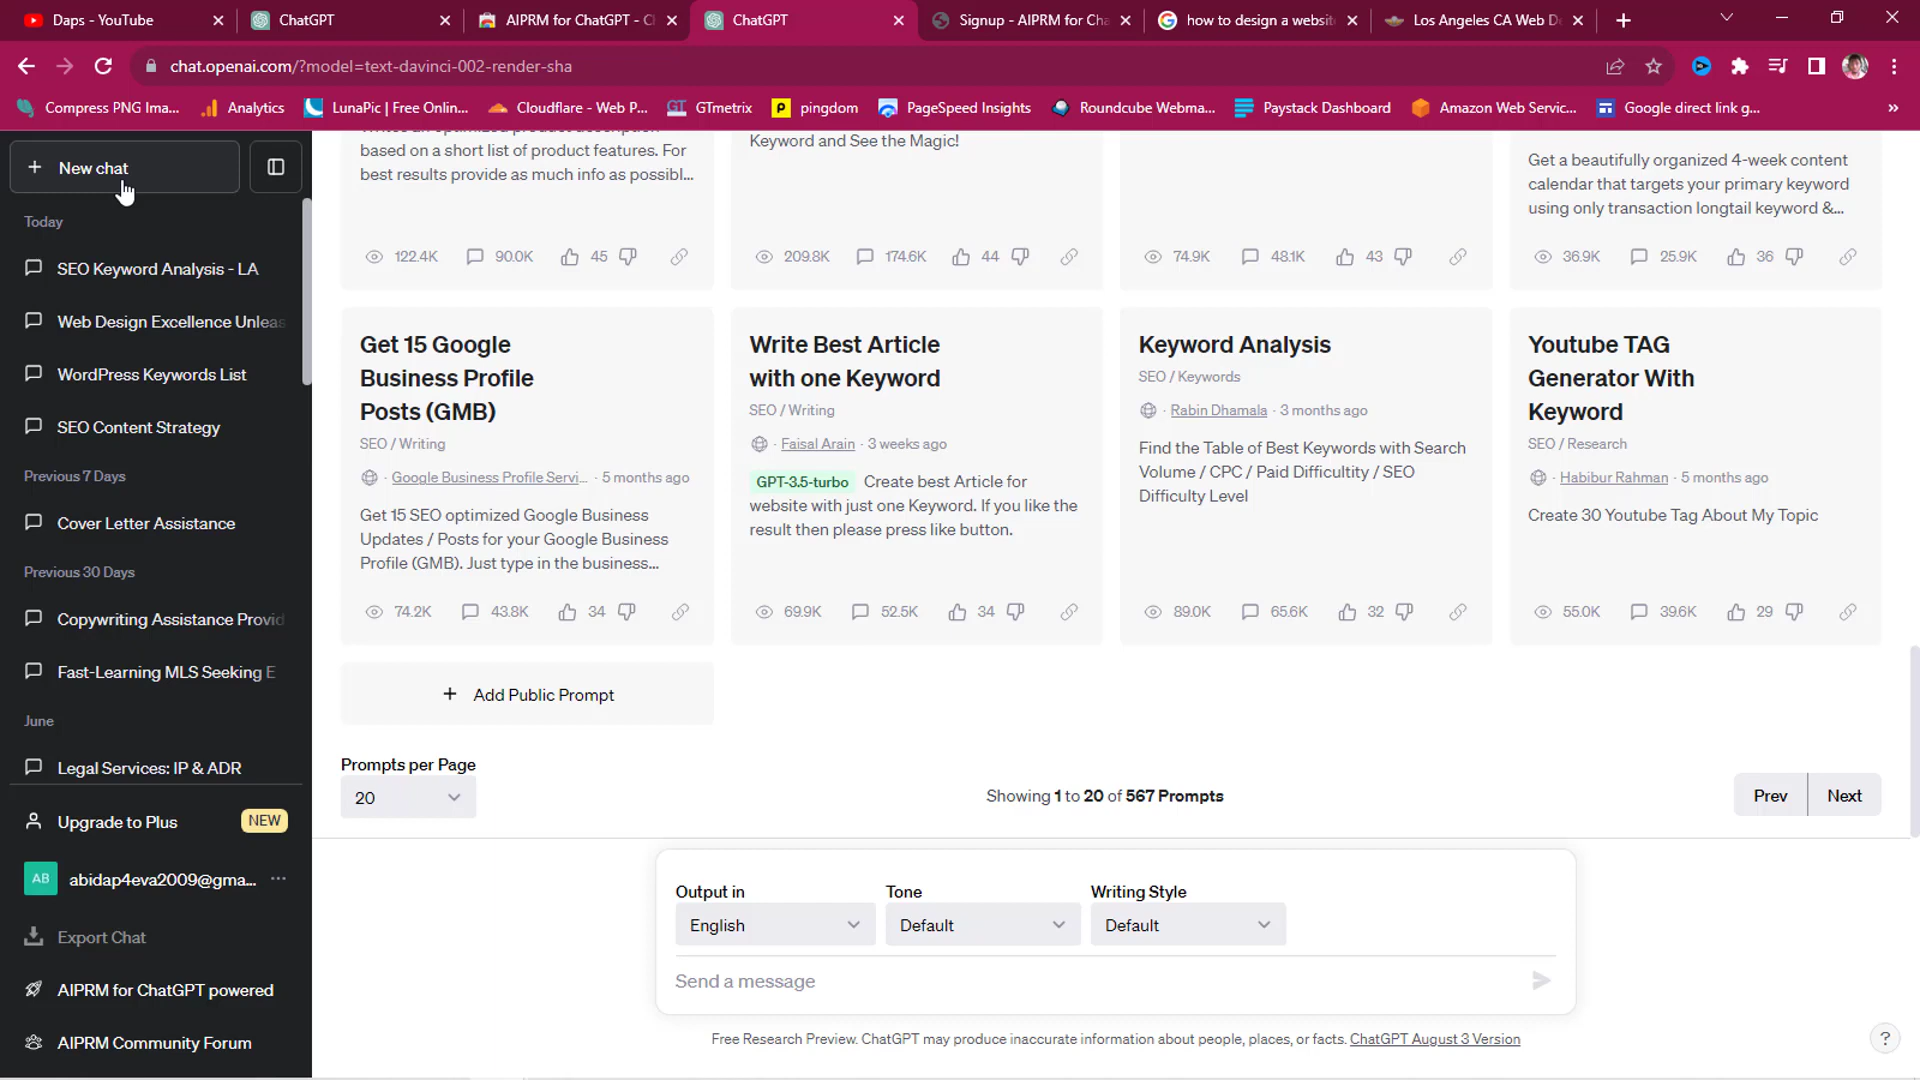 Daps - YouTube
ChatGPT
AIPRM for ChatGPT - C
ChatGPT
Signup - AIPRM for Cha
how to design a websit
Los Angeles CA Web D
chat.openai.com/?model=text-davinci-002-render-sha
Compress PNG Ima...
Analytics
LunaPic | Free Onlin...
Cloudflare - Web P...
GT GTmetrix
pingdom
PageSpeed Insights
Roundcube Webma...
Paystack Dashboard
Amazon Web Servic...
Google direct link g...
New chat
Today
SEO Keyword Analysis - LA
Web Design Excellence Unleas
WordPress Keywords List
SEO Content Strategy
Previous 7 Days
Cover Letter Assistance
Previous 30 Days
Copywriting Assistance Provid
Fast-Learning MLS Seeking E
June
Legal Services: IP & ADR
Upgrade to Plus
NEW
AB
abidap4eva2009@gma...
Export Chat
AIPRM for ChatGPT powered
AIPRM Community Forum
Writes an optimized product description
based on a short list of product features. For
best results provide as much info as possibl...
122.4K 90.0K 45
Keyword and See the Magic!
209.8K 174.6K 44
74.9K 48.1K 43
Get a beautifully organized 4-week content
calendar that targets your primary keyword
using only transaction longtail keyword &...
36.9K 25.9K 36
Get 15 Google
Business Profile
Posts (GMB)
SEO / Writing
· Google Business Profile Servi... · 5 months ago
Get 15 SEO optimized Google Business
Updates / Posts for your Google Business
Profile (GMB). Just type in the business...
74.2K 43.8K 34
Write Best Article
with one Keyword
SEO / Writing
· Faisal Arain · 3 weeks ago
GPT-3.5-turbo Create best Article for
website with just one Keyword. If you like the
result then please press like button.
69.9K 52.5K 34
Keyword Analysis
SEO / Keywords
· Rabin Dhamala · 3 months ago
Find the Table of Best Keywords with Search
Volume / CPC / Paid Difficultity / SEO
Difficulty Level
89.0K 65.6K 32
Youtube TAG
Generator With
Keyword
SEO / Research
· Habibur Rahman · 5 months ago
Create 30 Youtube Tag About My Topic
55.0K 39.6K 29
+ Add Public Prompt
Prompts per Page
20
Showing 1 to 20 of 567 Prompts
Prev
Next
Output in
Tone
Writing Style
English
Default
Default
Send a message
Free Research Preview. ChatGPT may produce inaccurate information about people, places, or facts. ChatGPT August 3 Version
?